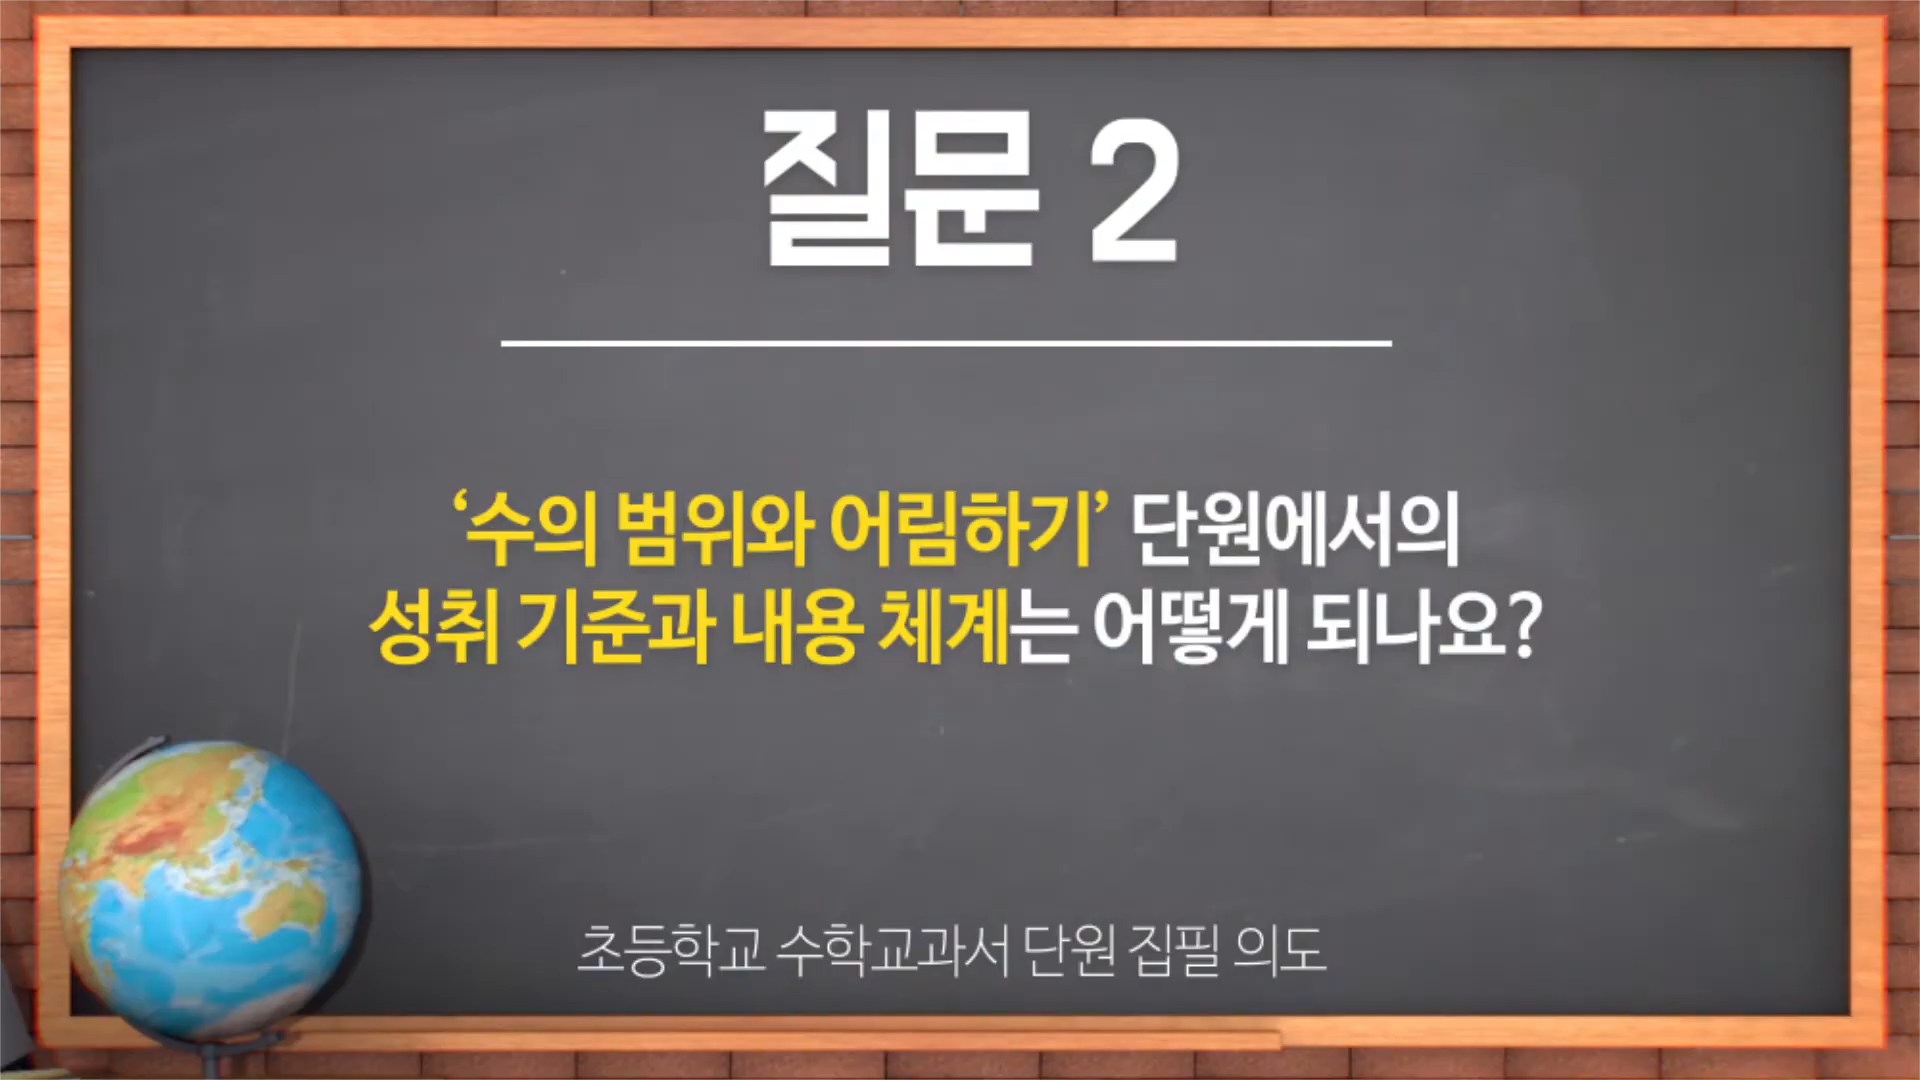 질문 2
‘수의 범위와 어림하기’ 단원에서의
성취 기준과 내용 체계는 어떻게 되나요?
초등학교 수학교과서 단원 집필 의도